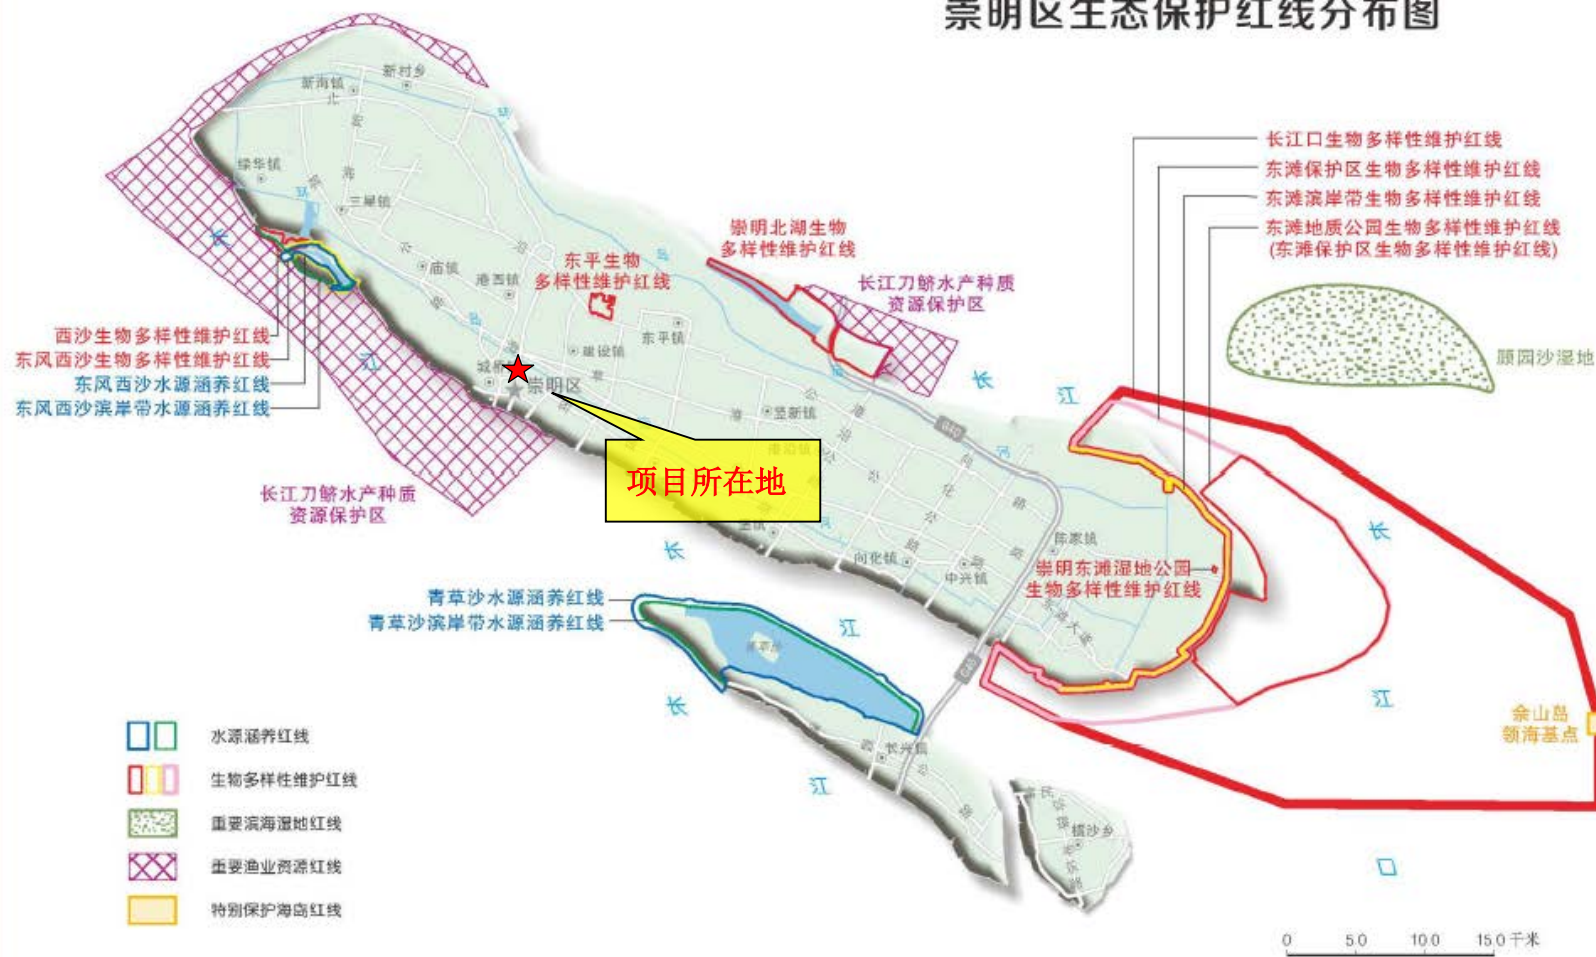 崇明区生态保护红线分布图
新村乡
新海镇
北
绿华镇
三星镇
庙镇
港西镇
东平生物
多样性维护红线
崇明北湖生物
多样性维护红线
长江刀鲚水产种质
资源保护区
长江口生物多样性维护红线
东滩保护区生物多样性维护红线
东滩滨岸带生物多样性维护红线
东滩地质公园生物多样性维护红线
(东滩保护区生物多样性维护红线)
顾园沙湿地
西沙生物多样性维护红线
东风西沙生物多样性维护红线
东风西沙水源涵养红线
东风西沙滨岸带水源涵养红线
东平镇
建设镇
崇明区
竖新镇
项目所在地
长江刀鲚水产种质
资源保护区
长
江
长
江
G40
向化镇
中兴镇
陈家镇
崇明东滩湿地公园
生物多样性维护红线
青草沙水源涵养红线
青草沙滨岸带水源涵养红线
长
江
长
江
长
江
口
G40
长兴镇
横沙乡
佘山岛
领海基点
水源涵养红线
生物多样性维护红线
重要滨海湿地红线
重要渔业资源红线
特别保护海岛红线
0 5.0 10.0 15.0 千米